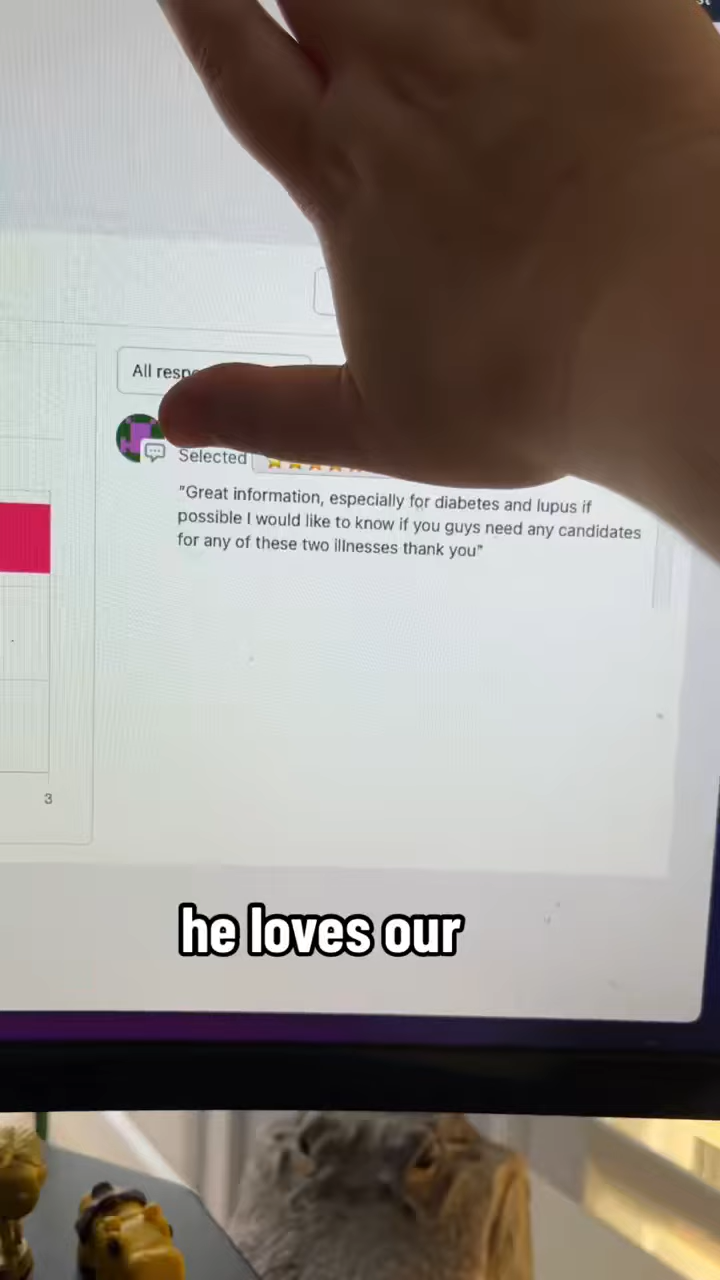 All resp
Selected
"Great information, especially for diabetes and lupus if
possible I would like to know if you guys need any candidates
for any of these two illnesses thank you"
3
he loves our